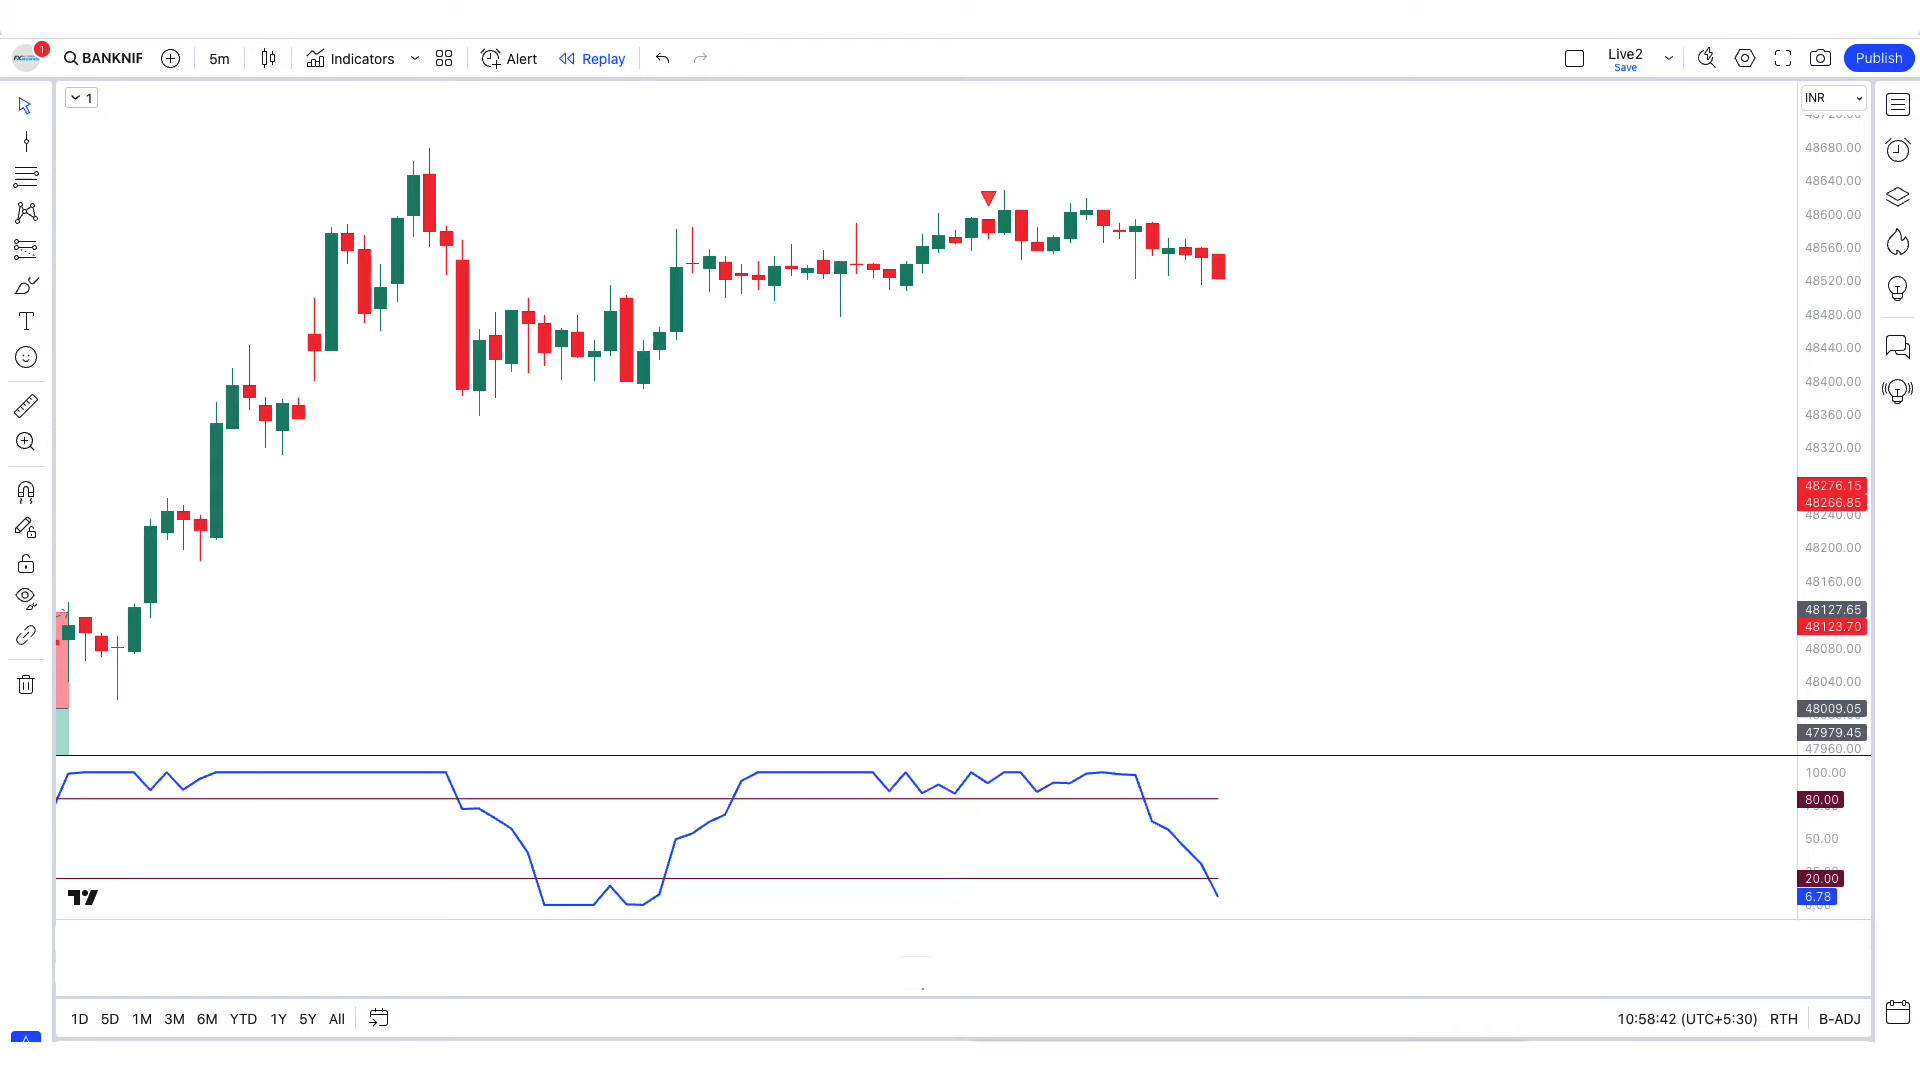 1
BANKNIF
5m
Indicators
Alert
Replay
Live2
Save
Publish
1
INR
48680.00
48640.00
48600.00
48560.00
48520.00
48480.00
48440.00
48400.00
48360.00
48320.00
48276.15
48266.85
48240.00
48200.00
48160.00
48127.65
48123.70
48080.00
48040.00
48009.05
47979.45
47960.00
100.00
80.00
50.00
20.00
6.78
1D 5D 1M 3M 6M YTD 1Y 5Y All
10:58:42 (UTC+5:30) RTH B-ADJ